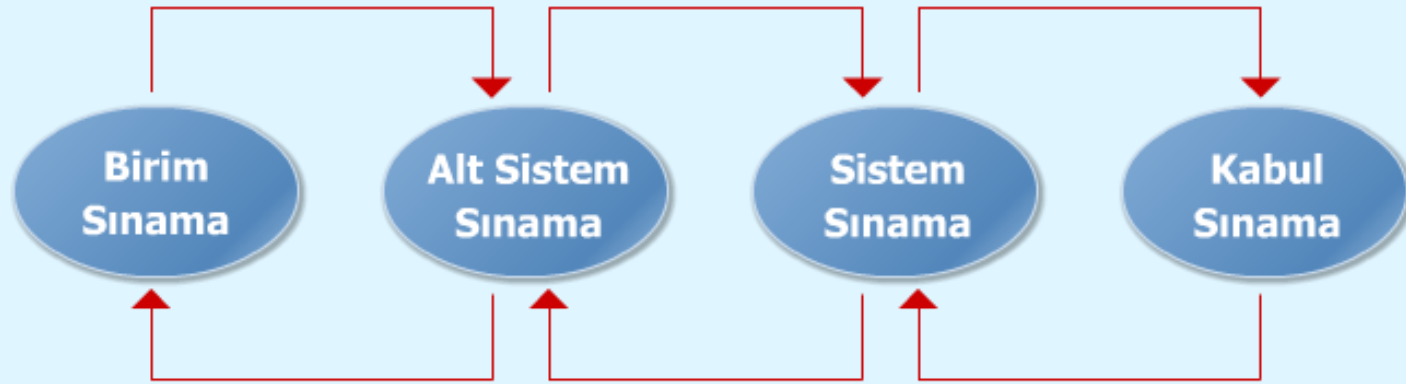 Birim
Sınama
Alt Sistem
Sınama
Sistem
Sınama
Kabul
Sınama